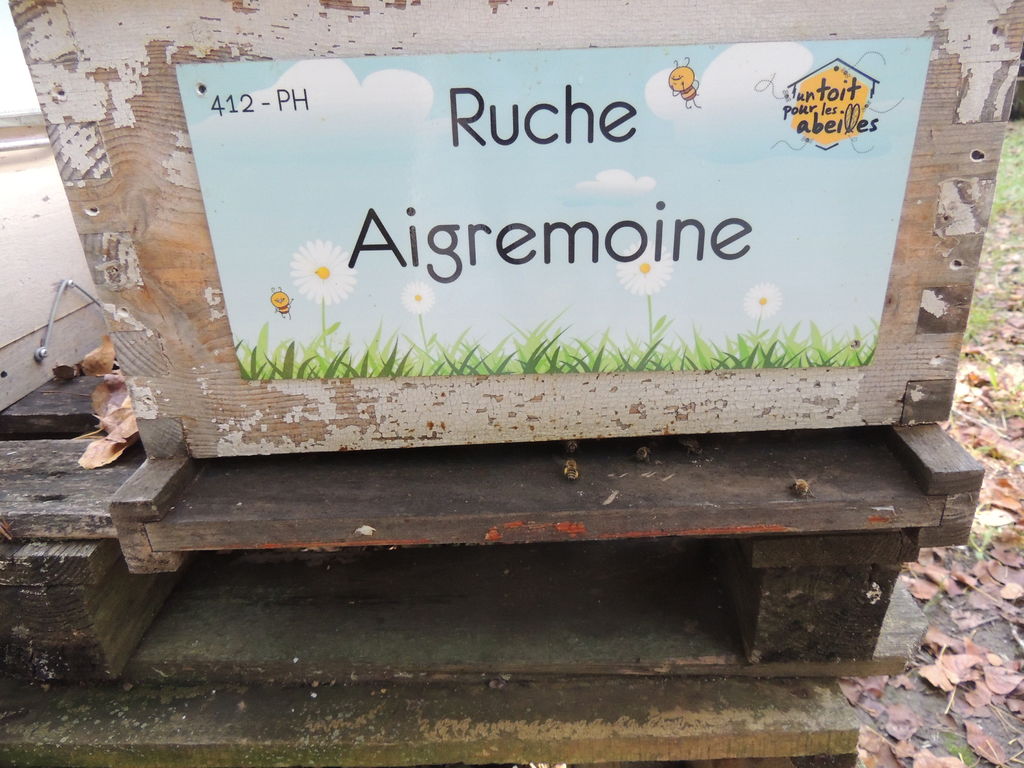 412 - PH
Ruche
Aigremoine
un toit
pour les
abeilles